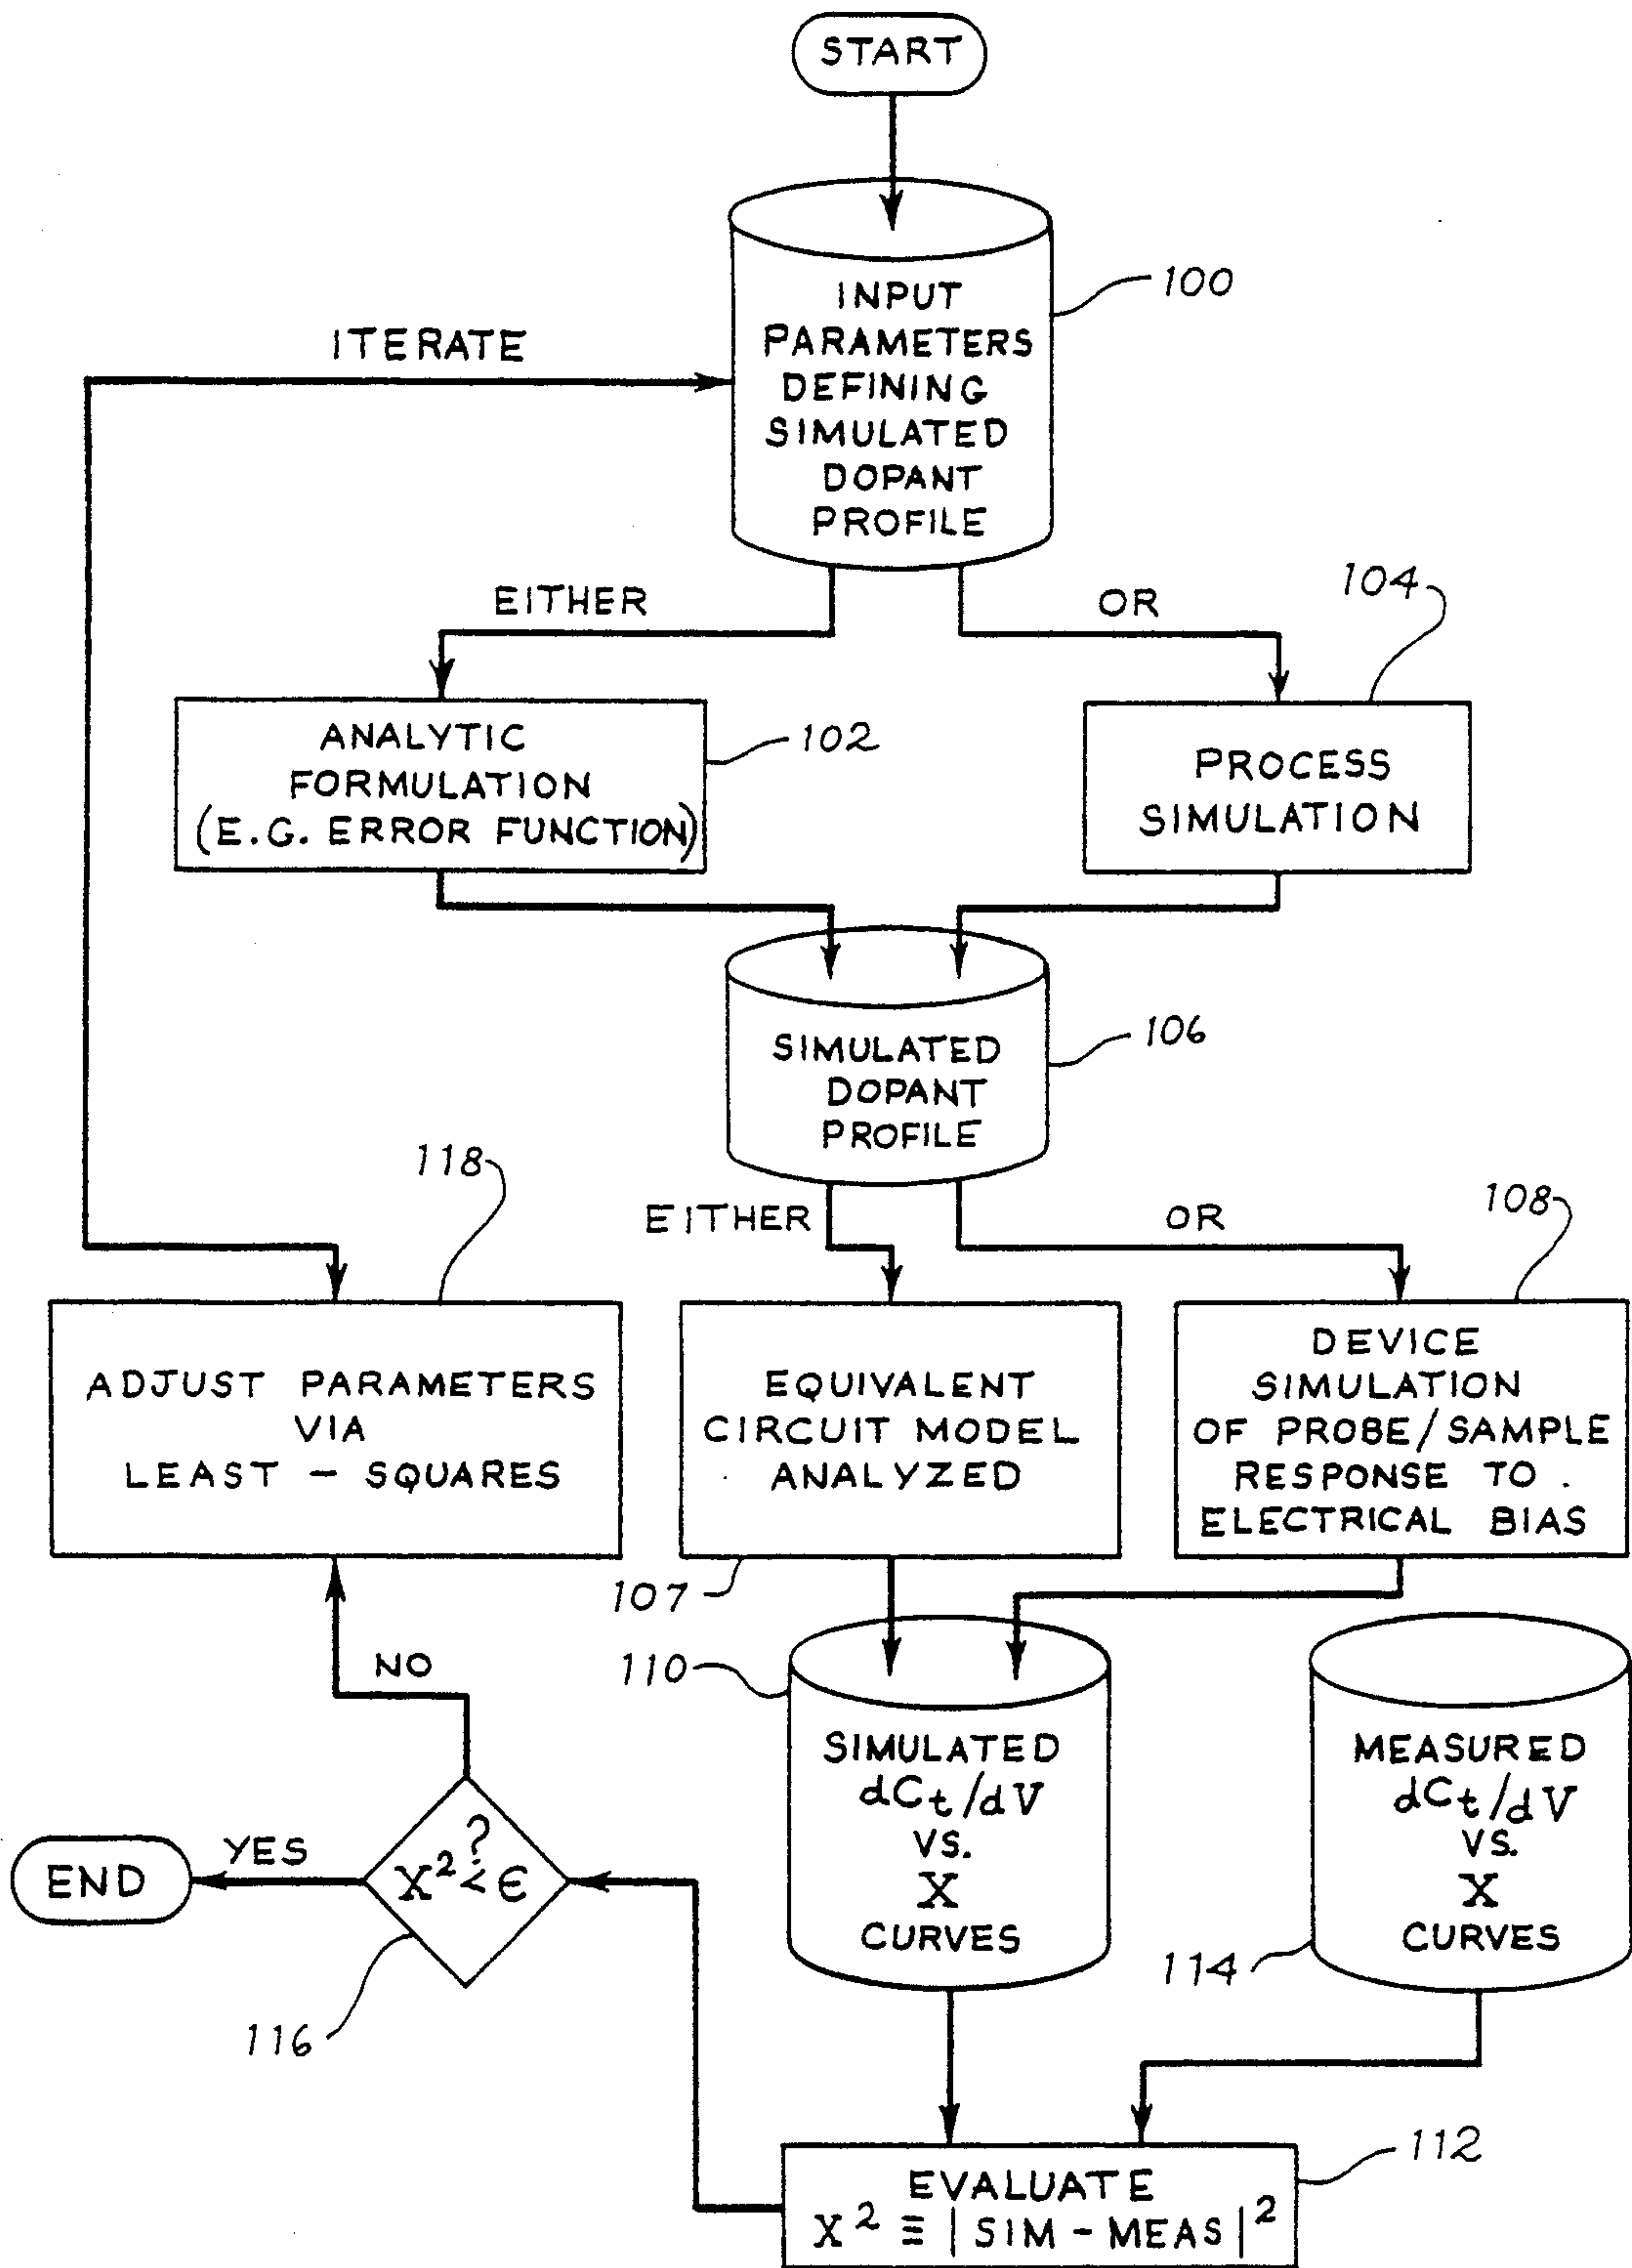 START
INPUT
PARAMETERS
DEFINING
SIMULATED
DOPANT
PROFILE
100
ITERATE
EITHER
OR
104
ANALYTIC
FORMULATION
(E.G. ERROR FUNCTION)
102
PROCESS
SIMULATION
SIMULATED
DOPANT
PROFILE
106
118
EITHER
OR
108
ADJUST PARAMETERS
VIA
LEAST - SQUARES
EQUIVALENT
CIRCUIT MODEL
ANALYZED
107
DEVICE
SIMULATION
OF PROBE/SAMPLE
RESPONSE TO
ELECTRICAL BIAS
NO
110
SIMULATED
dCt/dV
VS.
X
CURVES
MEASURED
dCt/dV
VS.
X
CURVES
114
END
YES
?
X² < ϵ
116
EVALUATE
X² ≡ | SIM - MEAS |²
112